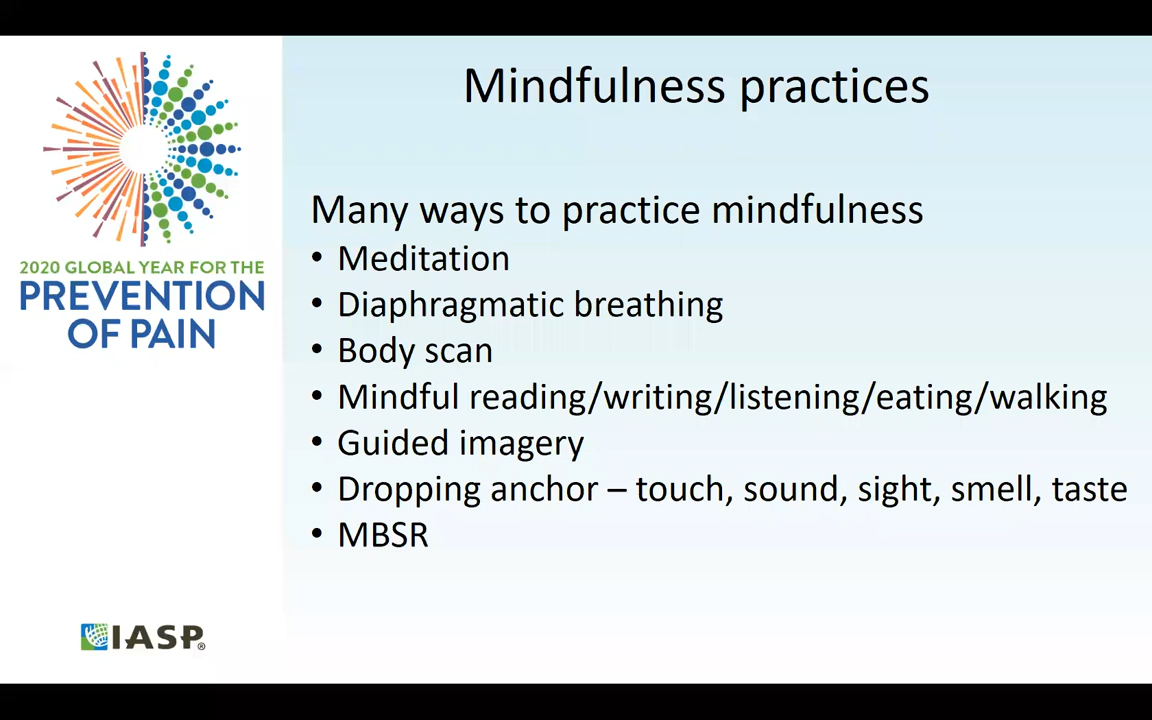 Mindfulness practices
2020 GLOBAL YEAR FOR THE
PREVENTION
OF PAIN
Many ways to practice mindfulness
• Meditation
• Diaphragmatic breathing
• Body scan
• Mindful reading/writing/listening/eating/walking
• Guided imagery
• Dropping anchor – touch, sound, sight, smell, taste
• MBSR
IASP®